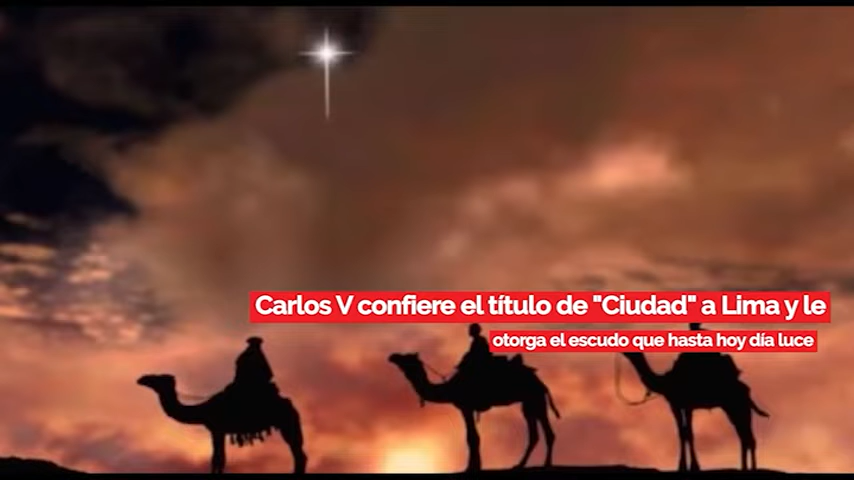 Carlos V confiere el título de "Ciudad" a Lima y le
otorga el escudo que hasta hoy día luce